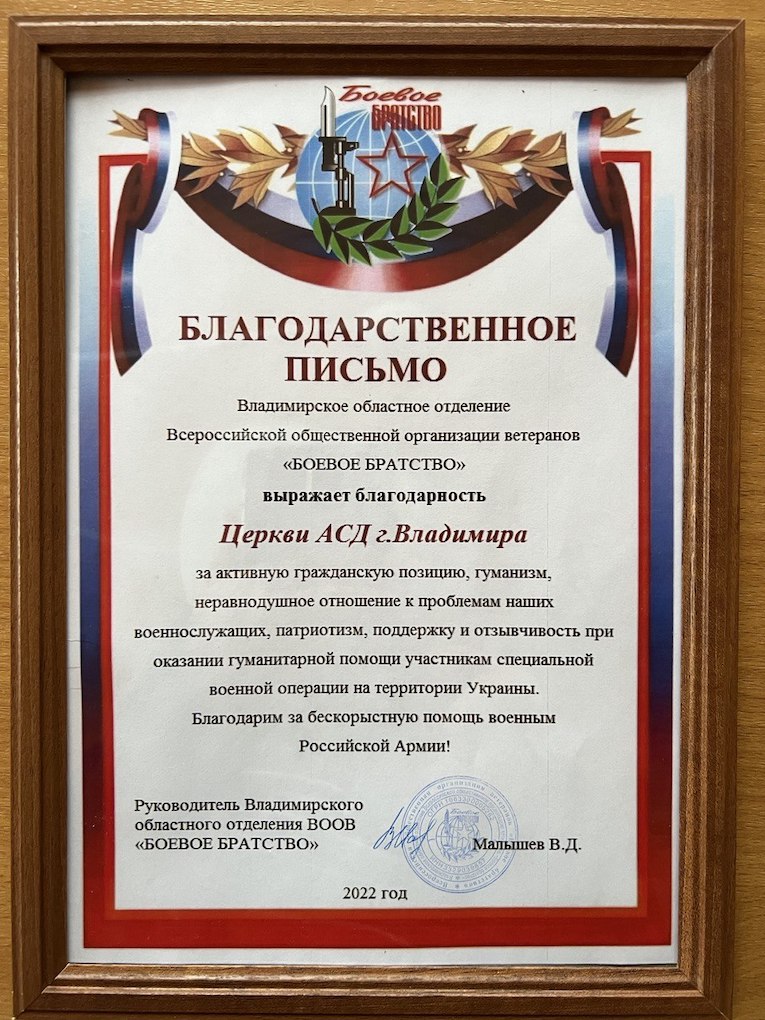 Боевое
БРАТСТВО
БЛАГОДАРСТВЕННОЕ
ПИСЬМО
Владимирское областное отделение
Всероссийской общественной организации ветеранов
«БОЕВОЕ БРАТСТВО»
выражает благодарность
Церкви АСД г.Владимира
за активную гражданскую позицию, гуманизм,
неравнодушное отношение к проблемам наших
военнослужащих, патриотизм, поддержку и отзывчивость при
оказании гуманитарной помощи участникам специальной
военной операции на территории Украины.
Благодарим за бескорыстную помощь военным
Российской Армии!
Руководитель Владимирского
областного отделения ВООВ
«БОЕВОЕ БРАТСТВО»
Малышев В.Д.
2022 год